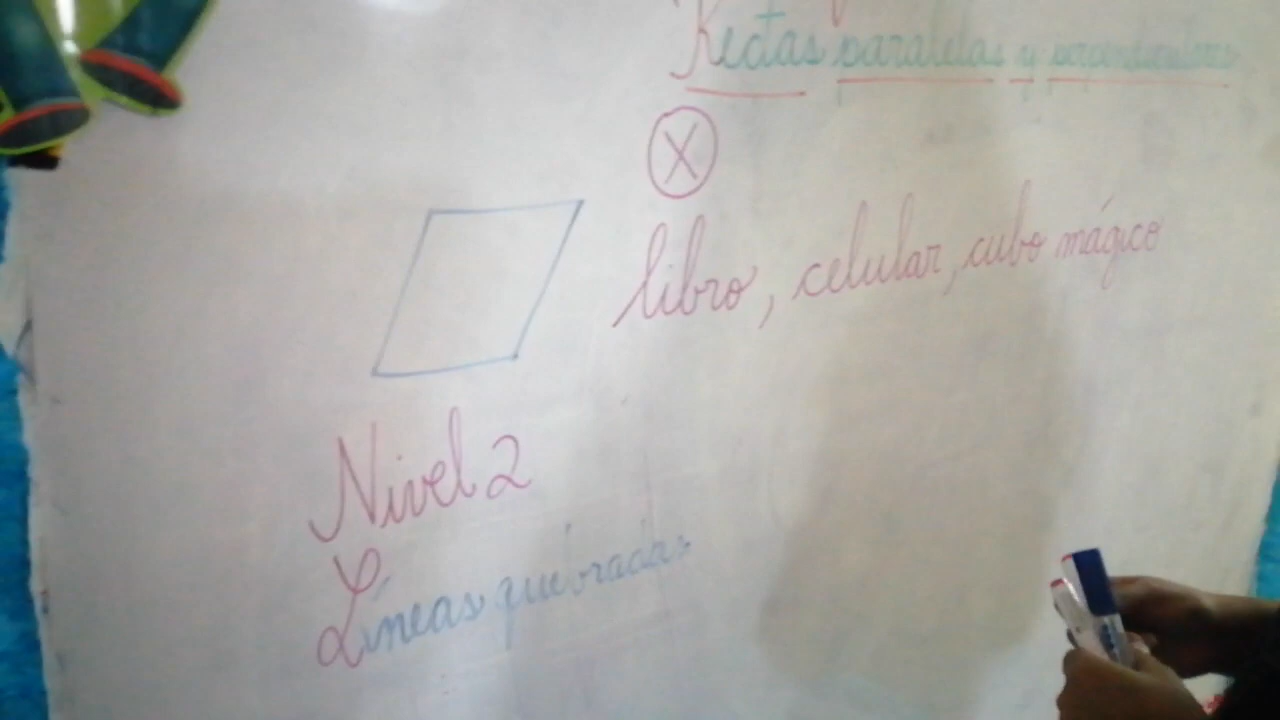 Rectas paralelas y perpendiculares
X
libro, celular, cubo mágico
Nivel 2
Líneas quebradas